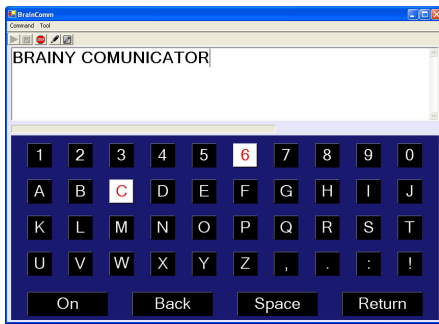 BrainComm
Command Tool
STOP
BRAINY COMUNICATOR
1 2 3 4 5 6 7 8 9 0
A B C D E F G H I J
K L M N O P Q R S T
U V W X Y Z , . : !
On Back Space Return